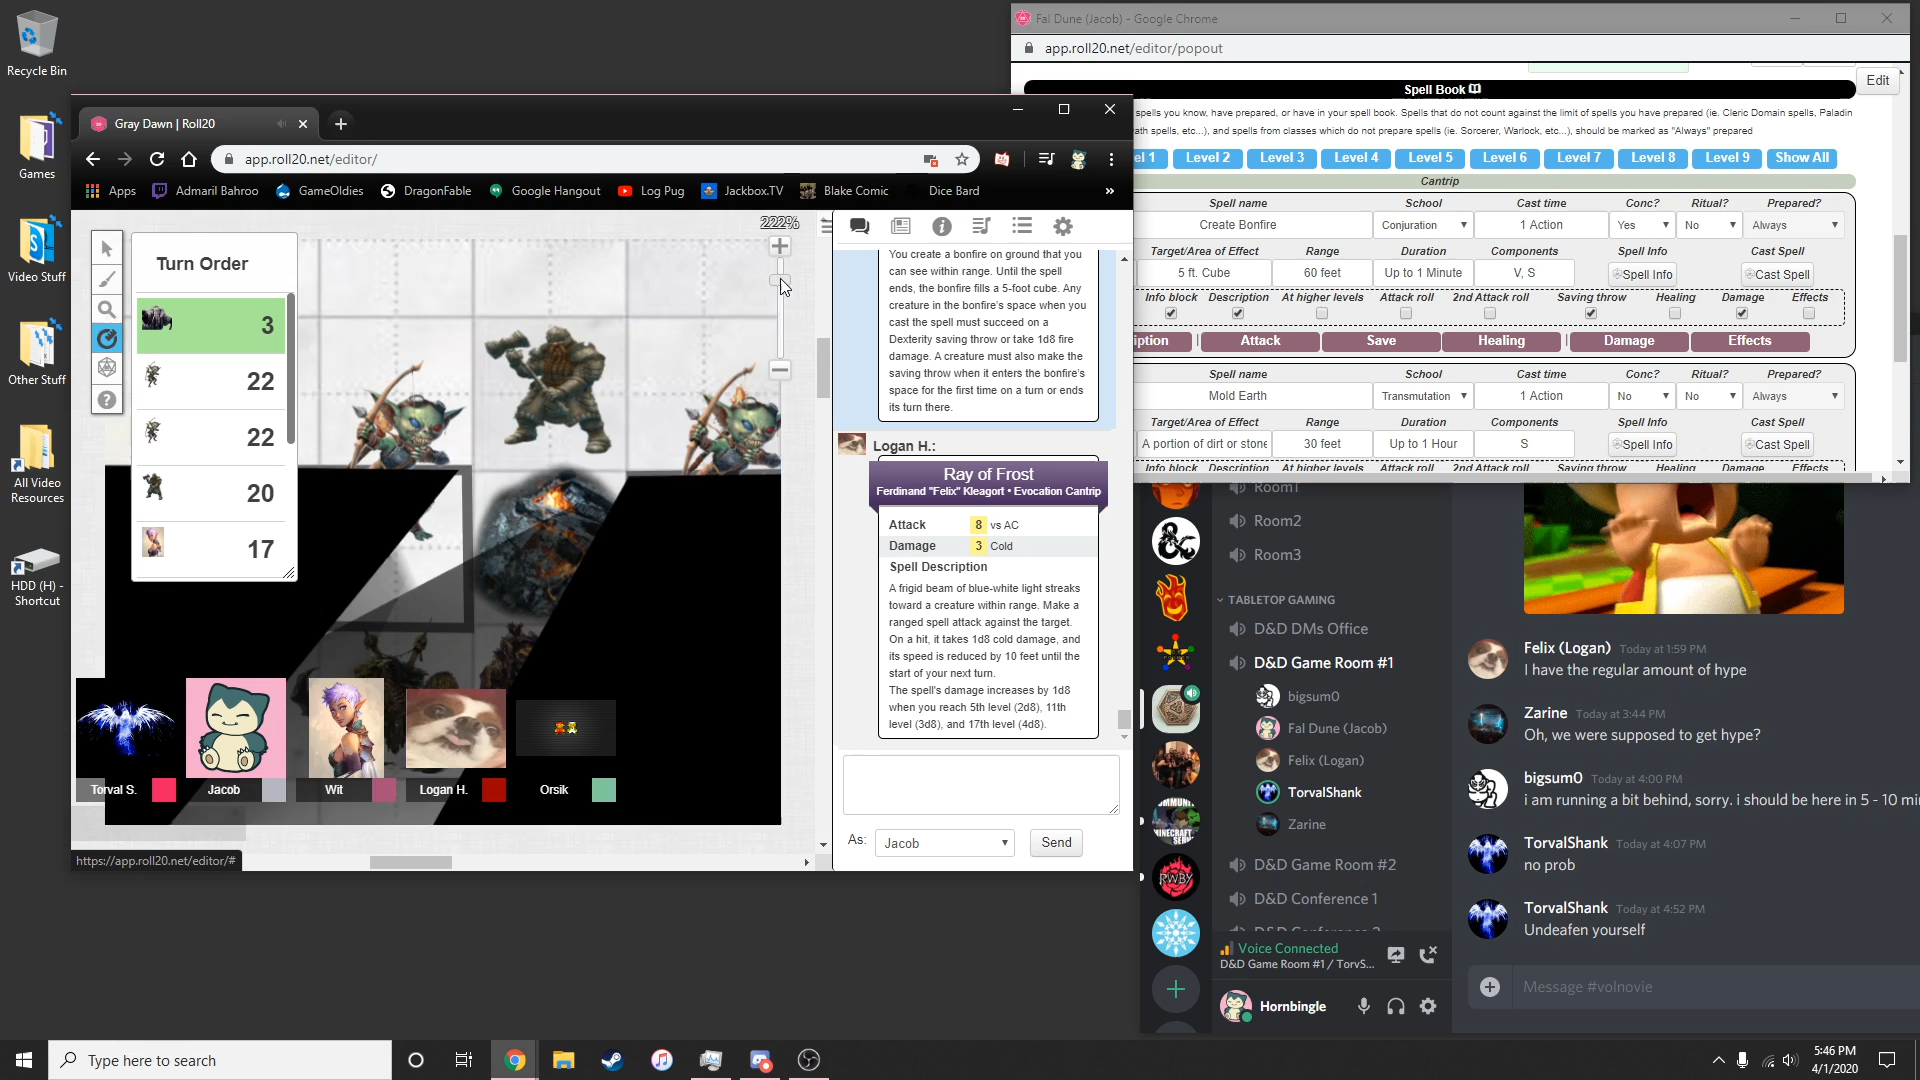 Recycle Bin
Games
Video Stuff
Other Stuff
All Video
Resources
HDD (H) -
Shortcut
Gray Dawn | Roll20
app.roll20.net/editor/
Apps
Admaril Bahroo
GameOldies
DragonFable
Google Hangout
Log Pug
Jackbox.TV
Blake Comic
Dice Bard
»
222%
Turn Order
3
22
22
20
17
Torval S.
Jacob
Wit
Logan H.
Orsik
https://app.roll20.net/editor/#
You create a bonfire on ground that you
can see within range. Until the spell
ends, the bonfire fills a 5-foot cube. Any
creature in the bonfire's space when you
cast the spell must succeed on a
Dexterity saving throw or take 1d8 fire
damage. A creature must also make the
saving throw when it enters the bonfire's
space for the first time on a turn or ends
its turn there.
Logan H.:
Ray of Frost
Ferdinand "Felix" Kleagort • Evocation Cantrip
Attack 8 vs AC
Damage 3 Cold
Spell Description
A frigid beam of blue-white light streaks
toward a creature within range. Make a
ranged spell attack against the target.
On a hit, it takes 1d8 cold damage, and
its speed is reduced by 10 feet until the
start of your next turn.
The spell's damage increases by 1d8
when you reach 5th level (2d8), 11th
level (3d8), and 17th level (4d8).
As: Jacob Send
Fal Dune (Jacob) - Google Chrome
app.roll20.net/editor/popout
Edit
Spell Book
spells you know, have prepared, or have in your spell book. Spells that do not count against the limit of spells you have prepared (ie. Cleric Domain spells, Paladin
ath spells, etc...), and spells from classes which do not prepare spells (ie. Sorcerer, Warlock, etc...), should be marked as "Always" prepared
el 1 Level 2 Level 3 Level 4 Level 5 Level 6 Level 7 Level 8 Level 9 Show All
Cantrip
Spell name School Cast time Conc? Ritual? Prepared?
Create Bonfire Conjuration 1 Action Yes No Always
Target/Area of Effect Range Duration Components Spell Info Cast Spell
5 ft. Cube 60 feet Up to 1 Minute V, S Spell Info Cast Spell
Info block Description At higher levels Attack roll 2nd Attack roll Saving throw Healing Damage Effects
iption Attack Save Healing Damage Effects
Spell name School Cast time Conc? Ritual? Prepared?
Mold Earth Transmutation 1 Action No No Always
Target/Area of Effect Range Duration Components Spell Info Cast Spell
A portion of dirt or stone 30 feet Up to 1 Hour S Spell Info Cast Spell
Info block Description At higher levels Attack roll 2nd Attack roll Saving throw Healing Damage Effects
Room1
Room2
Room3
TABLETOP GAMING
D&D DMs Office
D&D Game Room #1
bigsum0
Fal Dune (Jacob)
Felix (Logan)
TorvalShank
Zarine
D&D Game Room #2
D&D Conference 1
Voice Connected
D&D Game Room #1 / TorvS...
Hornbingle
RWBY
Felix (Logan) Today at 1:59 PM
I have the regular amount of hype
Zarine Today at 3:44 PM
Oh, we were supposed to get hype?
bigsum0 Today at 4:00 PM
i am running a bit behind, sorry. i should be here in 5 - 10 mi
TorvalShank Today at 4:07 PM
no prob
TorvalShank Today at 4:52 PM
Undeafen yourself
Message #volnovie
Type here to search
5:46 PM
4/1/2020